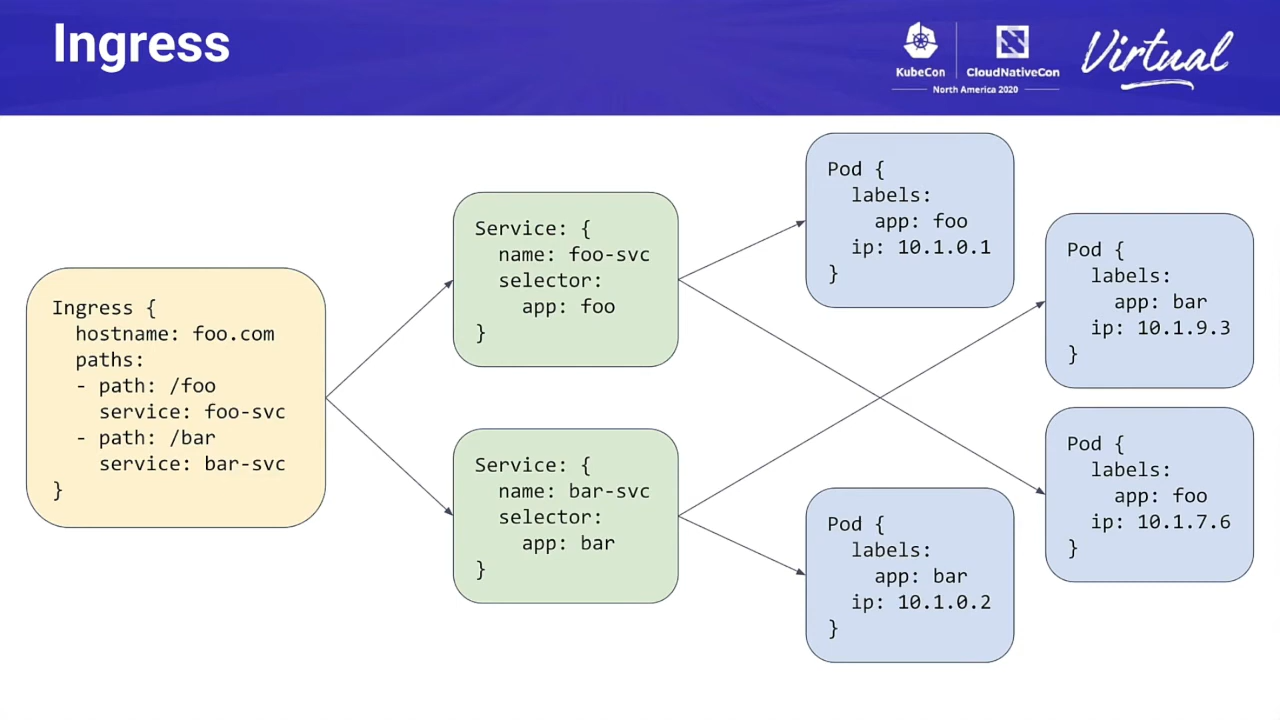 Ingress
KubeCon
CloudNativeCon
North America 2020
Virtual
Ingress {
hostname: foo.com
paths:
- path: /foo
service: foo-svc
- path: /bar
service: bar-svc
}
Service: {
name: foo-svc
selector:
app: foo
}
Service: {
name: bar-svc
selector:
app: bar
}
Pod {
labels:
app: foo
ip: 10.1.0.1
}
Pod {
labels:
app: bar
ip: 10.1.9.3
}
Pod {
labels:
app: foo
ip: 10.1.7.6
}
Pod {
labels:
app: bar
ip: 10.1.0.2
}